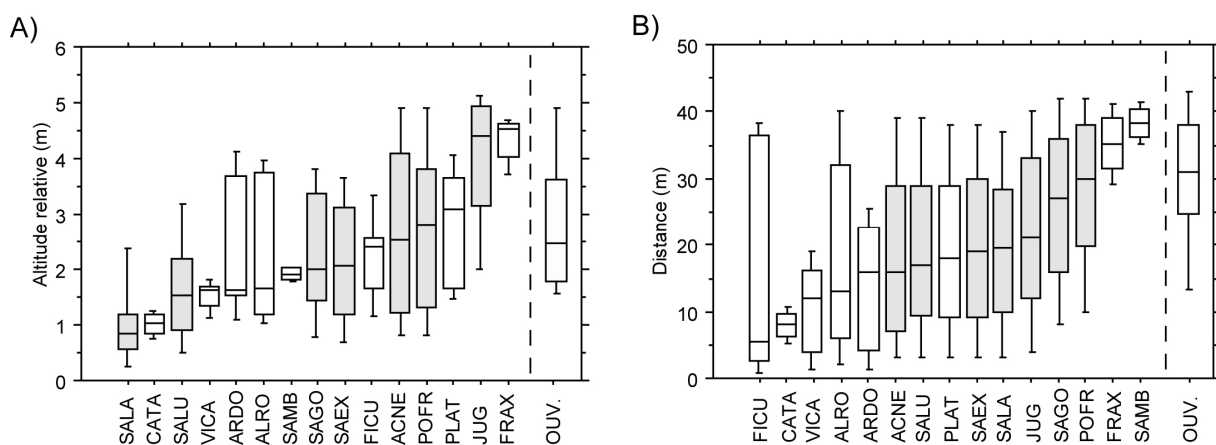 A)
Altitude relative (m)
6
5
4
3
2
1
0
SALA CATA SALU VICA ARDO ALRO SAMB SAGO SAEX FICU ACNE POFR PLAT JUG FRAX OUV.
B)
Distance (m)
50
40
30
20
10
0
FICU CATA VICA ALRO ARDO ACNE SALU PLAT SAEX SALA JUG SAGO POFR FRAX SAMB OUV.